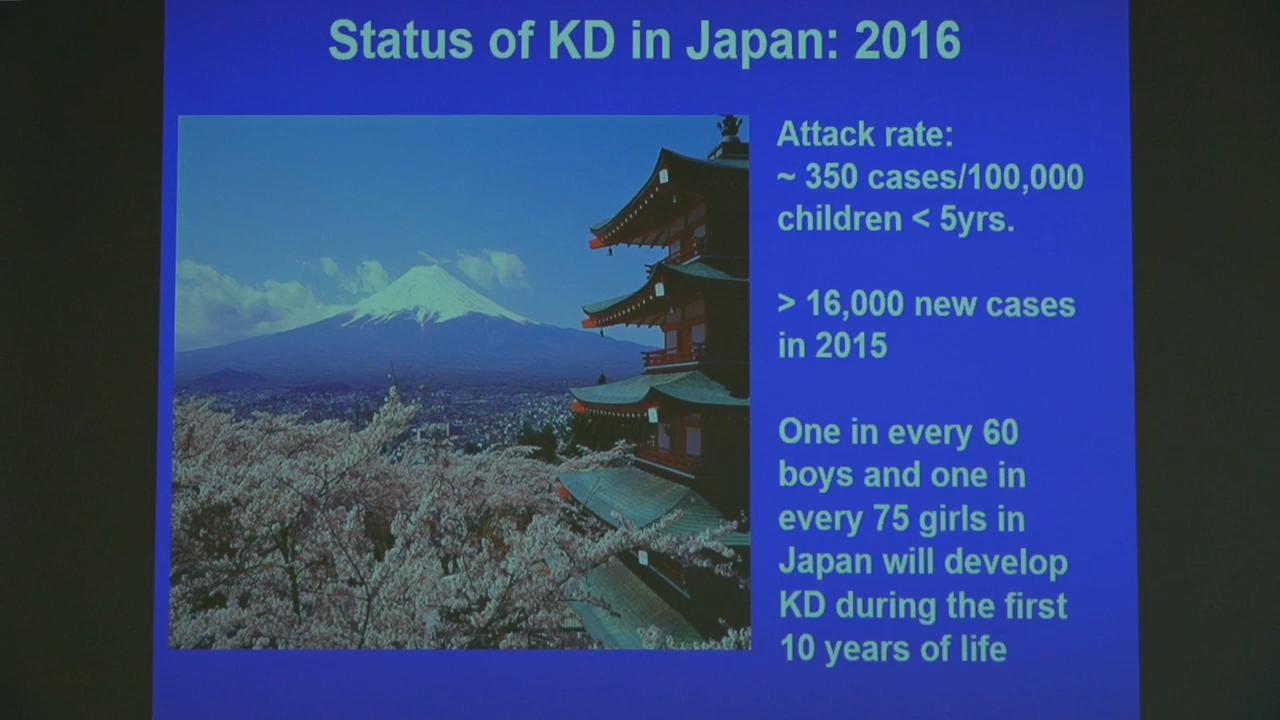 Status of KD in Japan: 2016
Attack rate:
~ 350 cases/100,000
children < 5yrs.
> 16,000 new cases
in 2015
One in every 60
boys and one in
every 75 girls in
Japan will develop
KD during the first
10 years of life